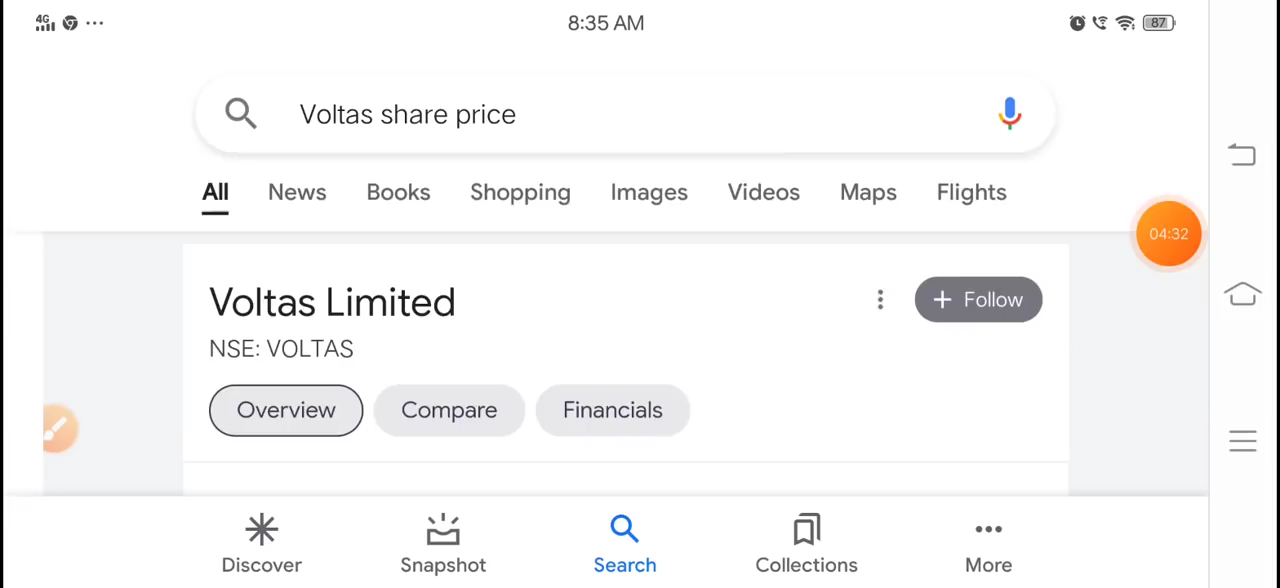 4G 8:35 AM 87
Voltas share price
All News Books Shopping Images Videos Maps Flights
04:32
Voltas Limited
+ Follow
NSE: VOLTAS
Overview Compare Financials
Discover Snapshot Search Collections More